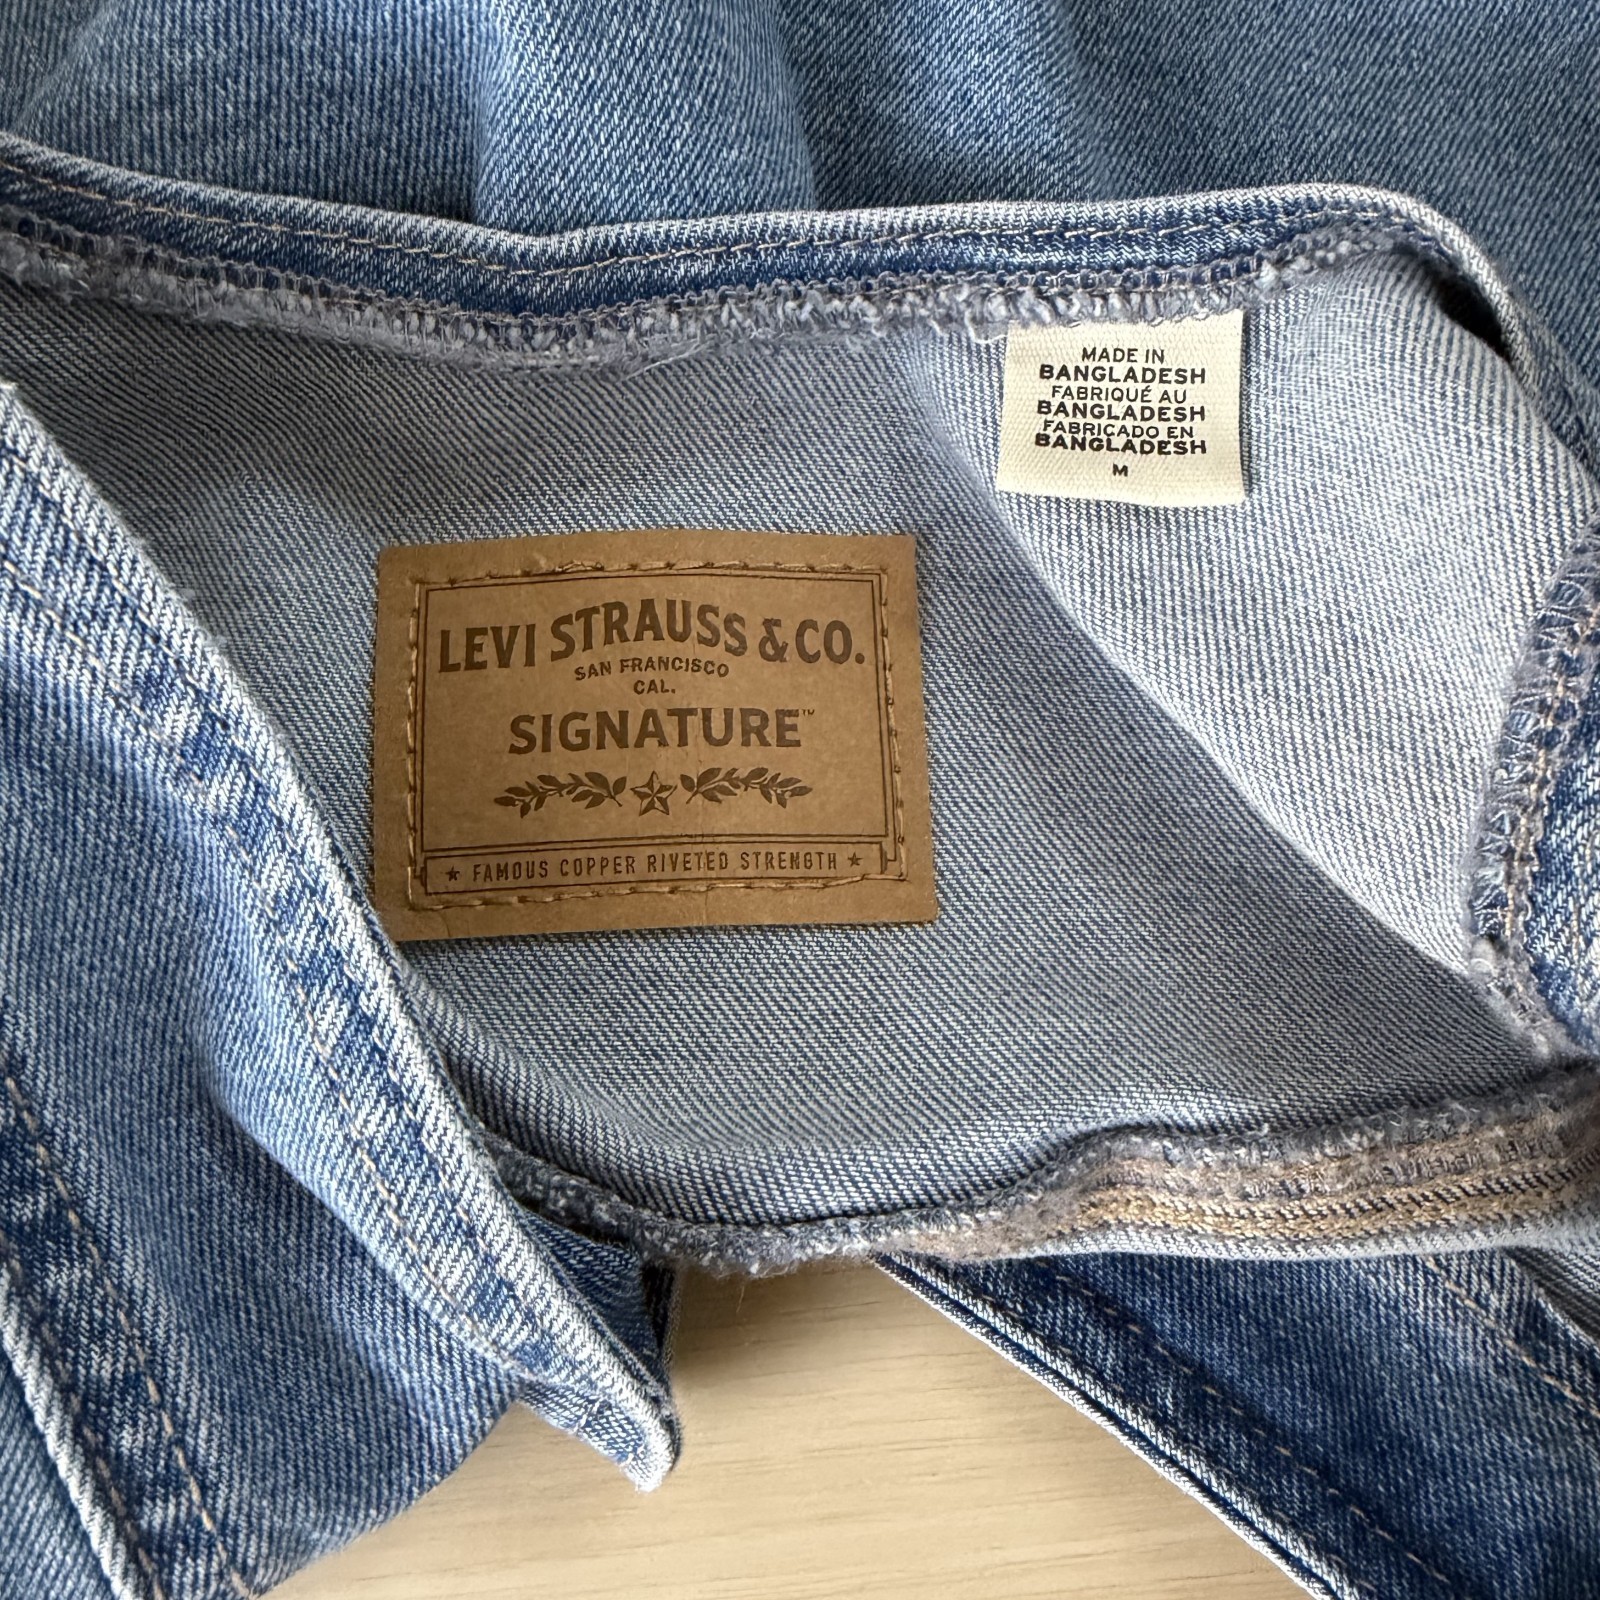 MADE IN
BANGLADESH
FABRIQUÉ AU
BANGLADESH
FABRICADO EN
BANGLADESH
M
LEVI STRAUSS & CO.
SAN FRANCISCO
CAL.
SIGNATURE™
★ FAMOUS COPPER RIVETED STRENGTH ★